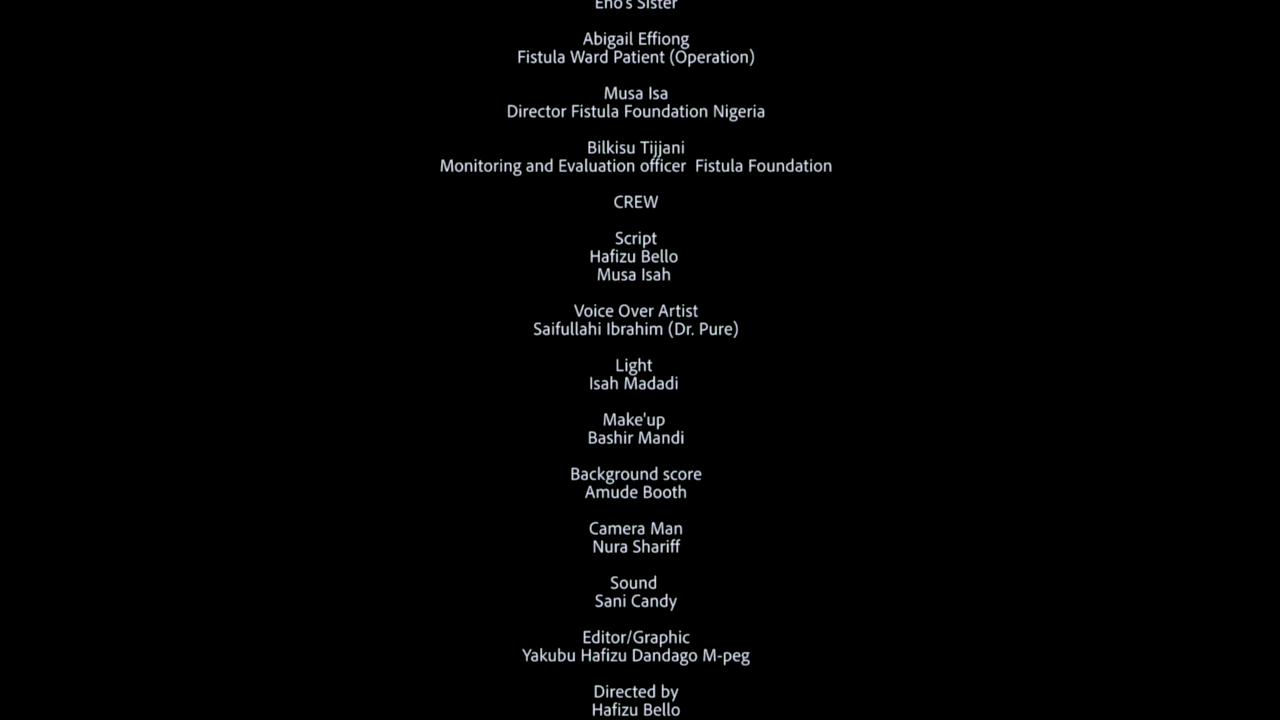 Eno's Sister
Abigail Effiong
Fistula Ward Patient (Operation)
Musa Isa
Director Fistula Foundation Nigeria
Bilkisu Tijjani
Monitoring and Evaluation officer  Fistula Foundation
CREW
Script
Hafizu Bello
Musa Isah
Voice Over Artist
Saifullahi Ibrahim (Dr. Pure)
Light
Isah Madadi
Make'up
Bashir Mandi
Background score
Amude Booth
Camera Man
Nura Shariff
Sound
Sani Candy
Editor/Graphic
Yakubu Hafizu Dandago M-peg
Directed by
Hafizu Bello